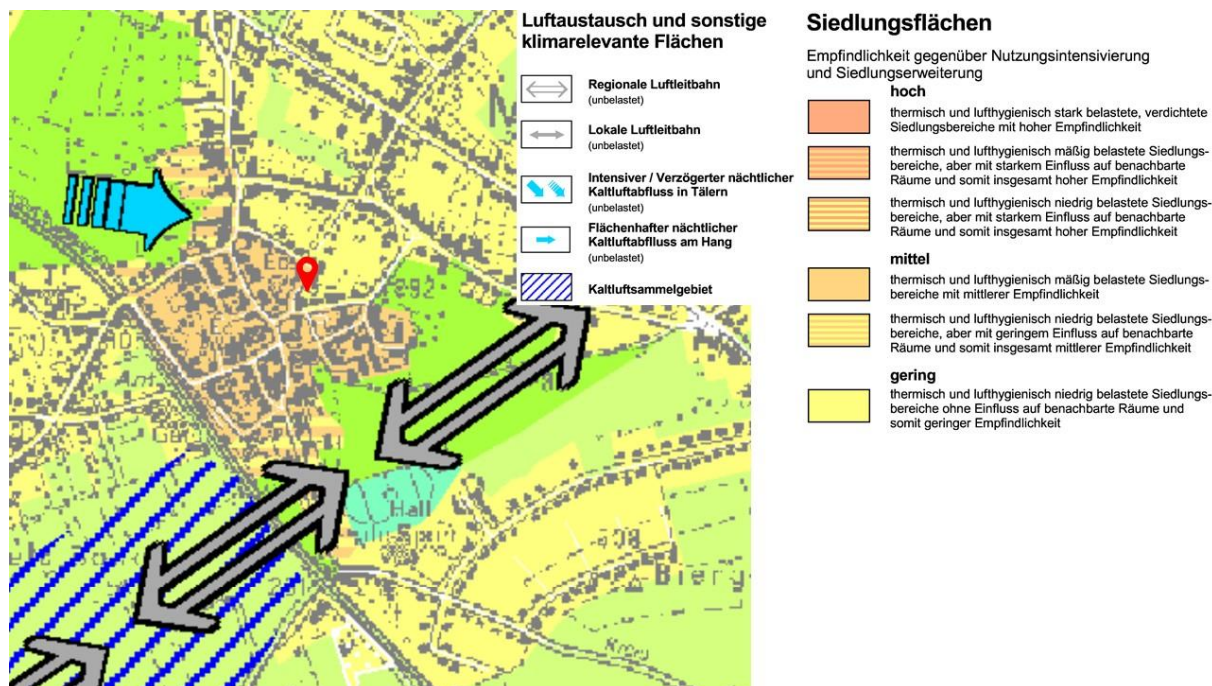 Luftaustausch und sonstige
klimarelevante Flächen
Regionale Luftleitbahn
(unbelastet)
Lokale Luftleitbahn
(unbelastet)
Intensiver / Verzögerter nächtlicher
Kaltluftabfluss in Tälern
(unbelastet)
Flächenhafter nächtlicher
Kaltluftabflluss am Hang
(unbelastet)
Kaltluftsammelgebiet
Siedlungsflächen
Empfindlichkeit gegenüber Nutzungsintensivierung
und Siedlungserweiterung
hoch
thermisch und lufthygienisch stark belastete, verdichtete
Siedlungsbereiche mit hoher Empfindlichkeit
thermisch und lufthygienisch mäßig belastete Siedlungs-
bereiche, aber mit starkem Einfluss auf benachbarte
Räume und somit insgesamt hoher Empfindlichkeit
thermisch und lufthygienisch niedrig belastete Siedlungs-
bereiche, aber mit starkem Einfluss auf benachbarte
Räume und somit insgesamt hoher Empfindlichkeit
mittel
thermisch und lufthygienisch mäßig belastete Siedlungs-
bereiche mit mittlerer Empfindlichkeit
thermisch und lufthygienisch niedrig belastete Siedlungs-
bereiche, aber mit geringem Einfluss auf benachbarte
Räume und somit insgesamt mittlerer Empfindlichkeit
gering
thermisch und lufthygienisch niedrig belastete Siedlungs-
bereiche ohne Einfluss auf benachbarte Räume und
somit geringer Empfindlichkeit
Hall
Bierg-